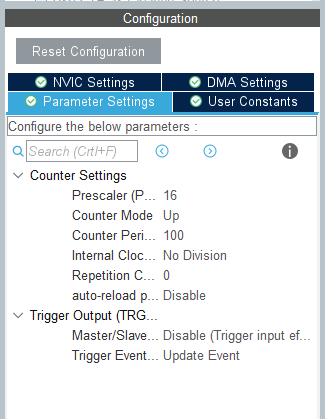 Configuration
Reset Configuration
NVIC Settings
DMA Settings
Parameter Settings
User Constants
Configure the below parameters :
Search (CrtI+F)
Counter Settings
Prescaler (P... 16
Counter Mode Up
Counter Peri... 100
Internal Cloc... No Division
Repetition C... 0
auto-reload p... Disable
Trigger Output (TRG...
Master/Slave... Disable (Trigger input ef...
Trigger Event... Update Event